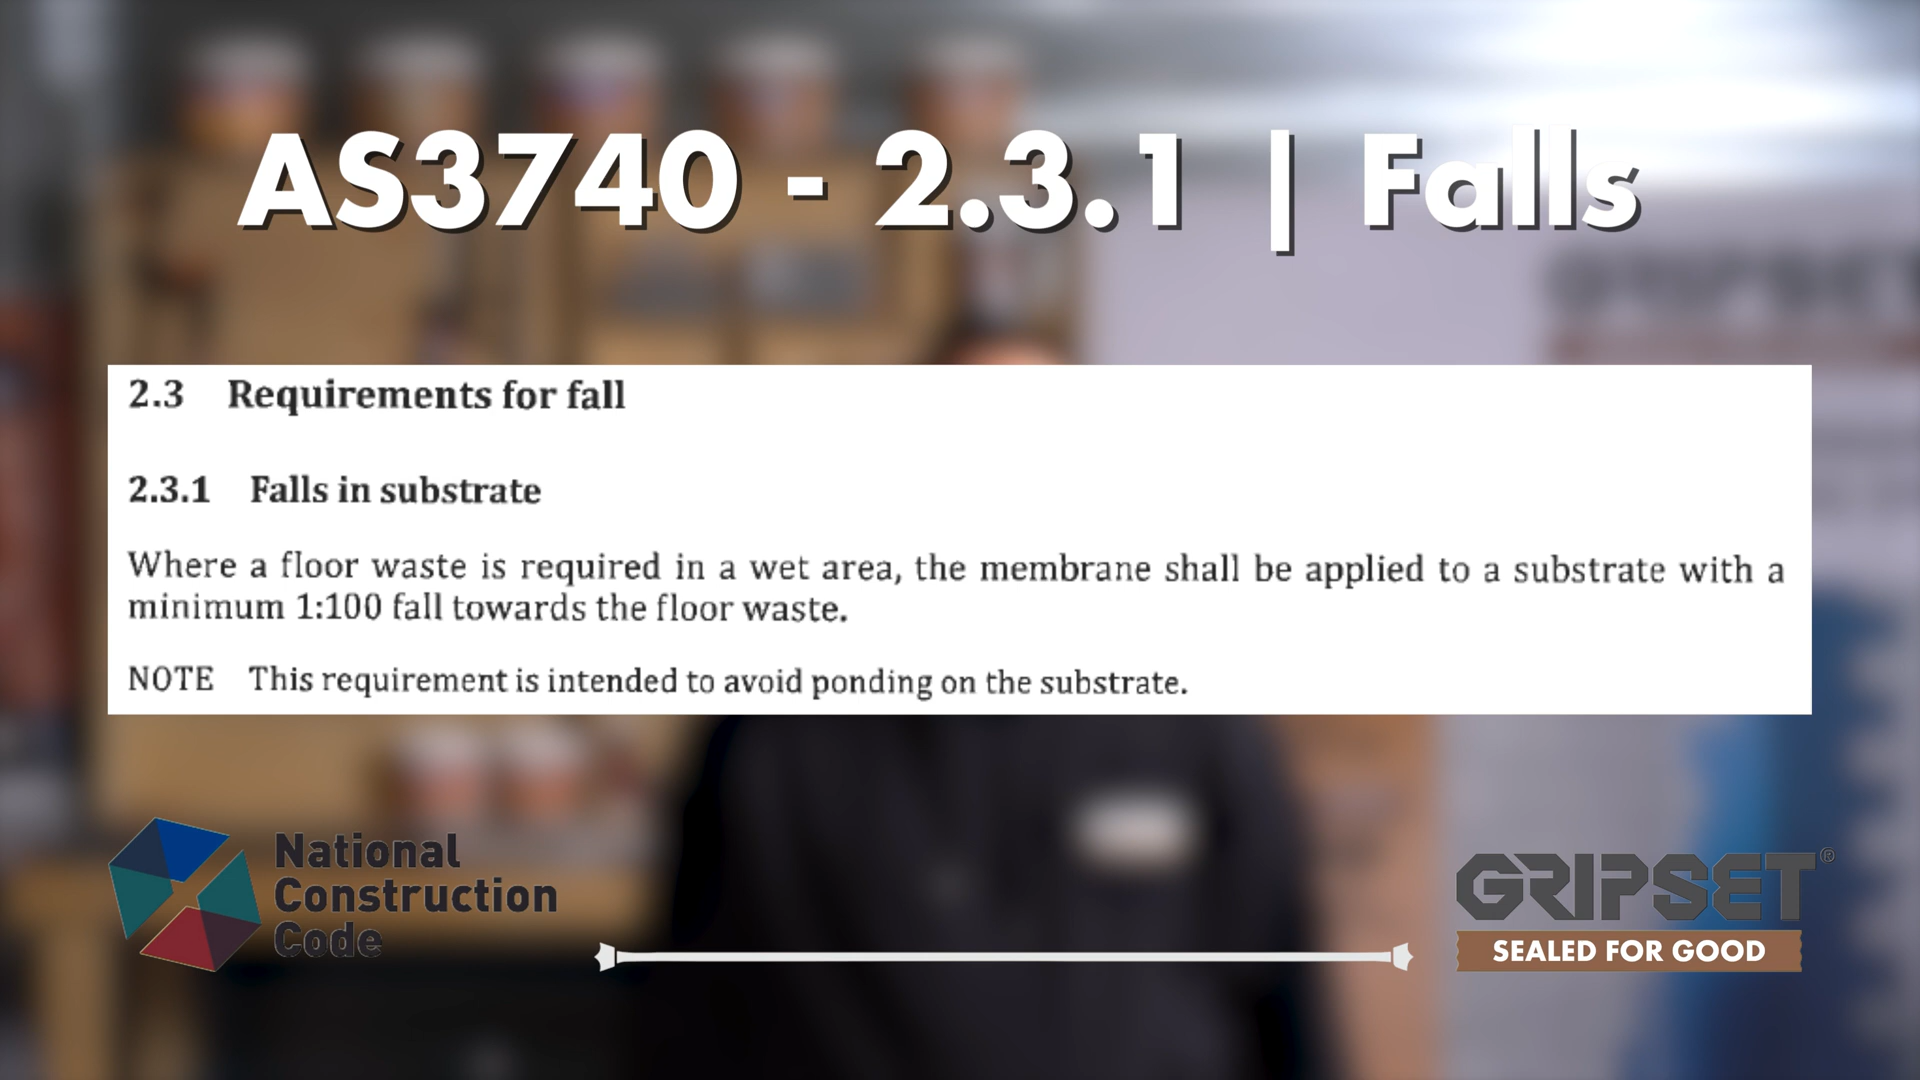 AS3740 - 2.3.1 | Falls
2.3 Requirements for fall
2.3.1 Falls in substrate
Where a floor waste is required in a wet area, the membrane shall be applied to a substrate with a
minimum 1:100 fall towards the floor waste.
NOTE This requirement is intended to avoid ponding on the substrate.
National
Construction
Code
GRIPSET®
SEALED FOR GOOD
GRIPSET